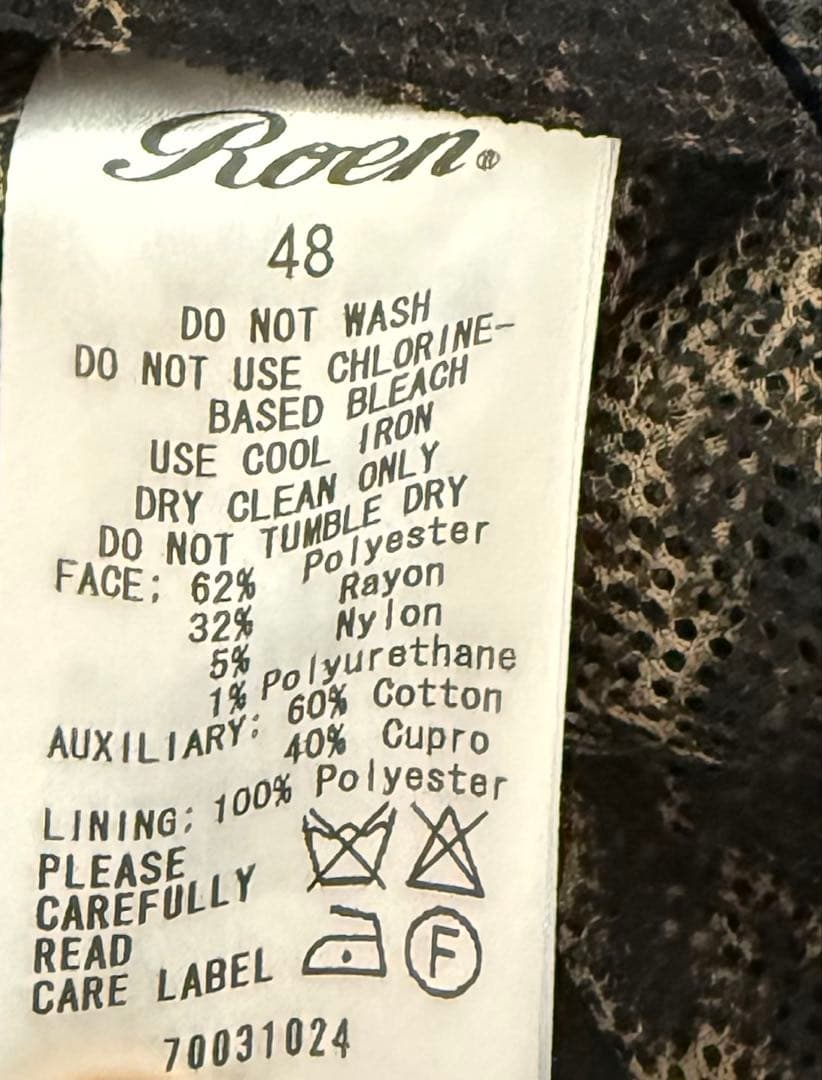 Roen®
48
DO NOT WASH
DO NOT USE CHLORINE-
BASED BLEACH
USE COOL IRON
DRY CLEAN ONLY
DO NOT TUMBLE DRY
FACE: 62% Polyester
32% Rayon
5% Nylon
1% Polyurethane
AUXILIARY: 60% Cotton
40% Cupro
LINING: 100% Polyester
PLEASE
CAREFULLY
READ
CARE LABEL
F
70031024